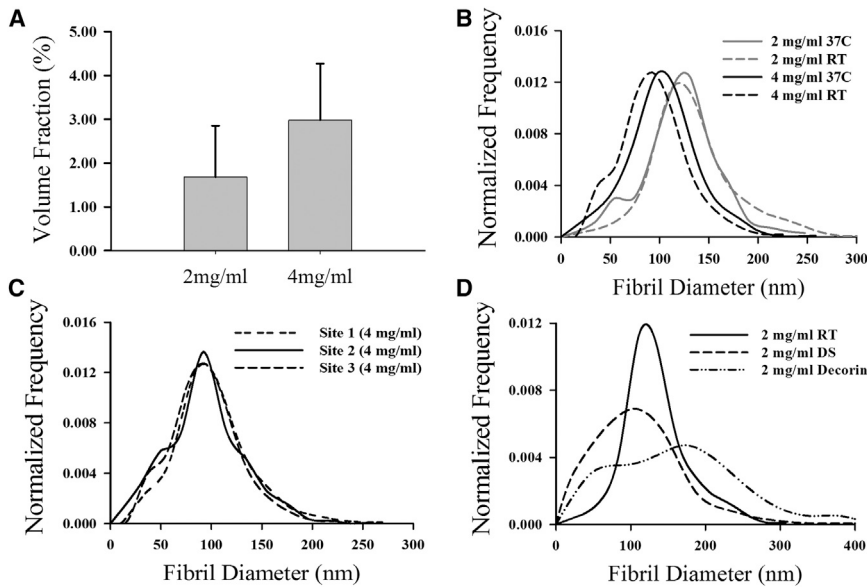 A
Volume Fraction (%)
5.00
4.00
3.00
2.00
1.00
0.00
2mg/ml
4mg/ml
B
Normalized Frequency
0.016
0.012
0.008
0.004
0.000
2 mg/ml 37C
2 mg/ml RT
4 mg/ml 37C
4 mg/ml RT
0 50 100 150 200 250 300
Fibril Diameter (nm)
C
Normalized Frequency
0.016
0.012
0.008
0.004
0.000
Site 1 (4 mg/ml)
Site 2 (4 mg/ml)
Site 3 (4 mg/ml)
0 50 100 150 200 250 300
Fibril Diameter (nm)
D
Normalized Frequency
0.012
0.008
0.004
0.000
2 mg/ml RT
2 mg/ml DS
2 mg/ml Decorin
0 100 200 300 400
Fibril Diameter (nm)